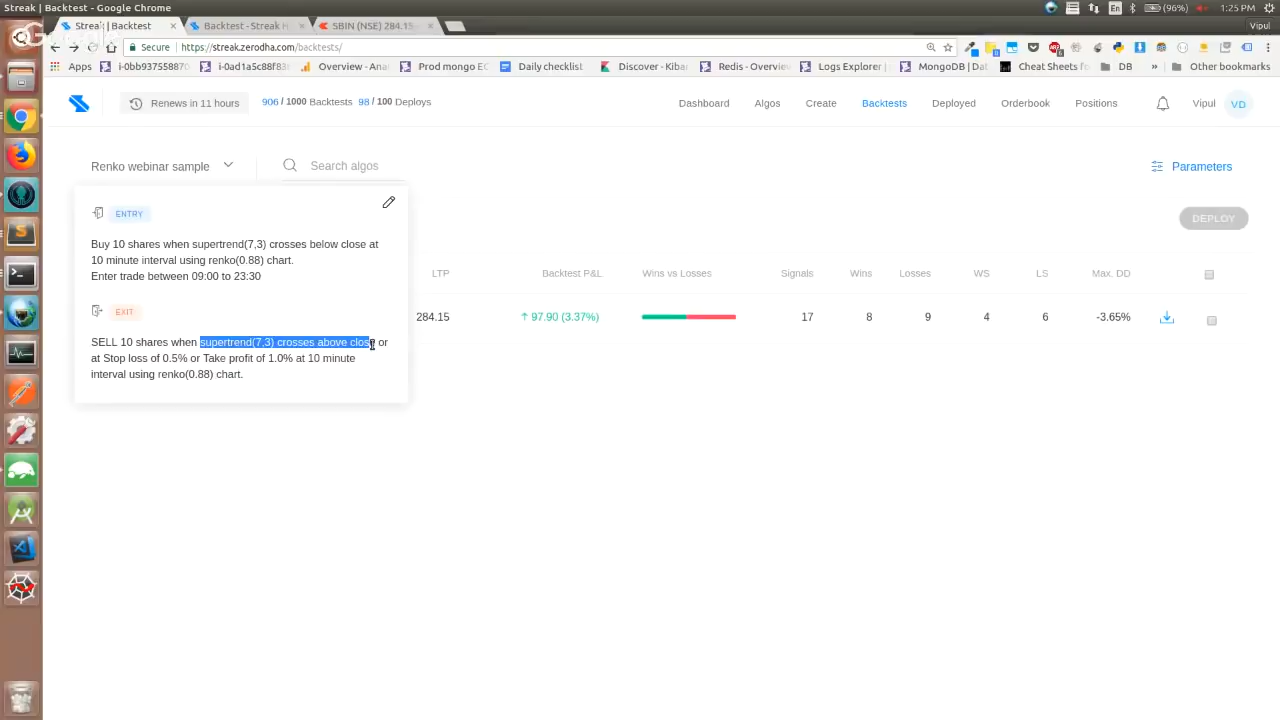 Streak | Backtest - Google Chrome
En
(96%)
1:25 PM
Streak | Backtest ×
Backtest - Streak H ×
SBIN (NSE) 284.15 ×
Vipul
Secure | https://streak.zerodha.com/backtests/
Apps
i-0bb937558870
i-0ad1a5c88f83
Overview - Ana
Prod mongo EC
Daily checklist
Discover - Kiba
Redis - Overvie
Logs Explorer |
MongoDB | Dat
Cheat Sheets fo
DB
»
Other bookmarks
Renews in 11 hours
906 / 1000 Backtests
98 / 100 Deploys
Dashboard
Algos
Create
Backtests
Deployed
Orderbook
Positions
Vipul
VD
Renko webinar sample
Search algos
Parameters
ENTRY
DEPLOY
Buy 10 shares when supertrend(7,3) crosses below close at
10 minute interval using renko(0.88) chart.
Enter trade between 09:00 to 23:30
LTP
Backtest P&L
Wins vs Losses
Signals
Wins
Losses
WS
LS
Max. DD
EXIT
284.15
↑ 97.90 (3.37%)
17
8
9
4
6
-3.65%
SELL 10 shares when supertrend(7,3) crosses above close or
at Stop loss of 0.5% or Take profit of 1.0% at 10 minute
interval using renko(0.88) chart.